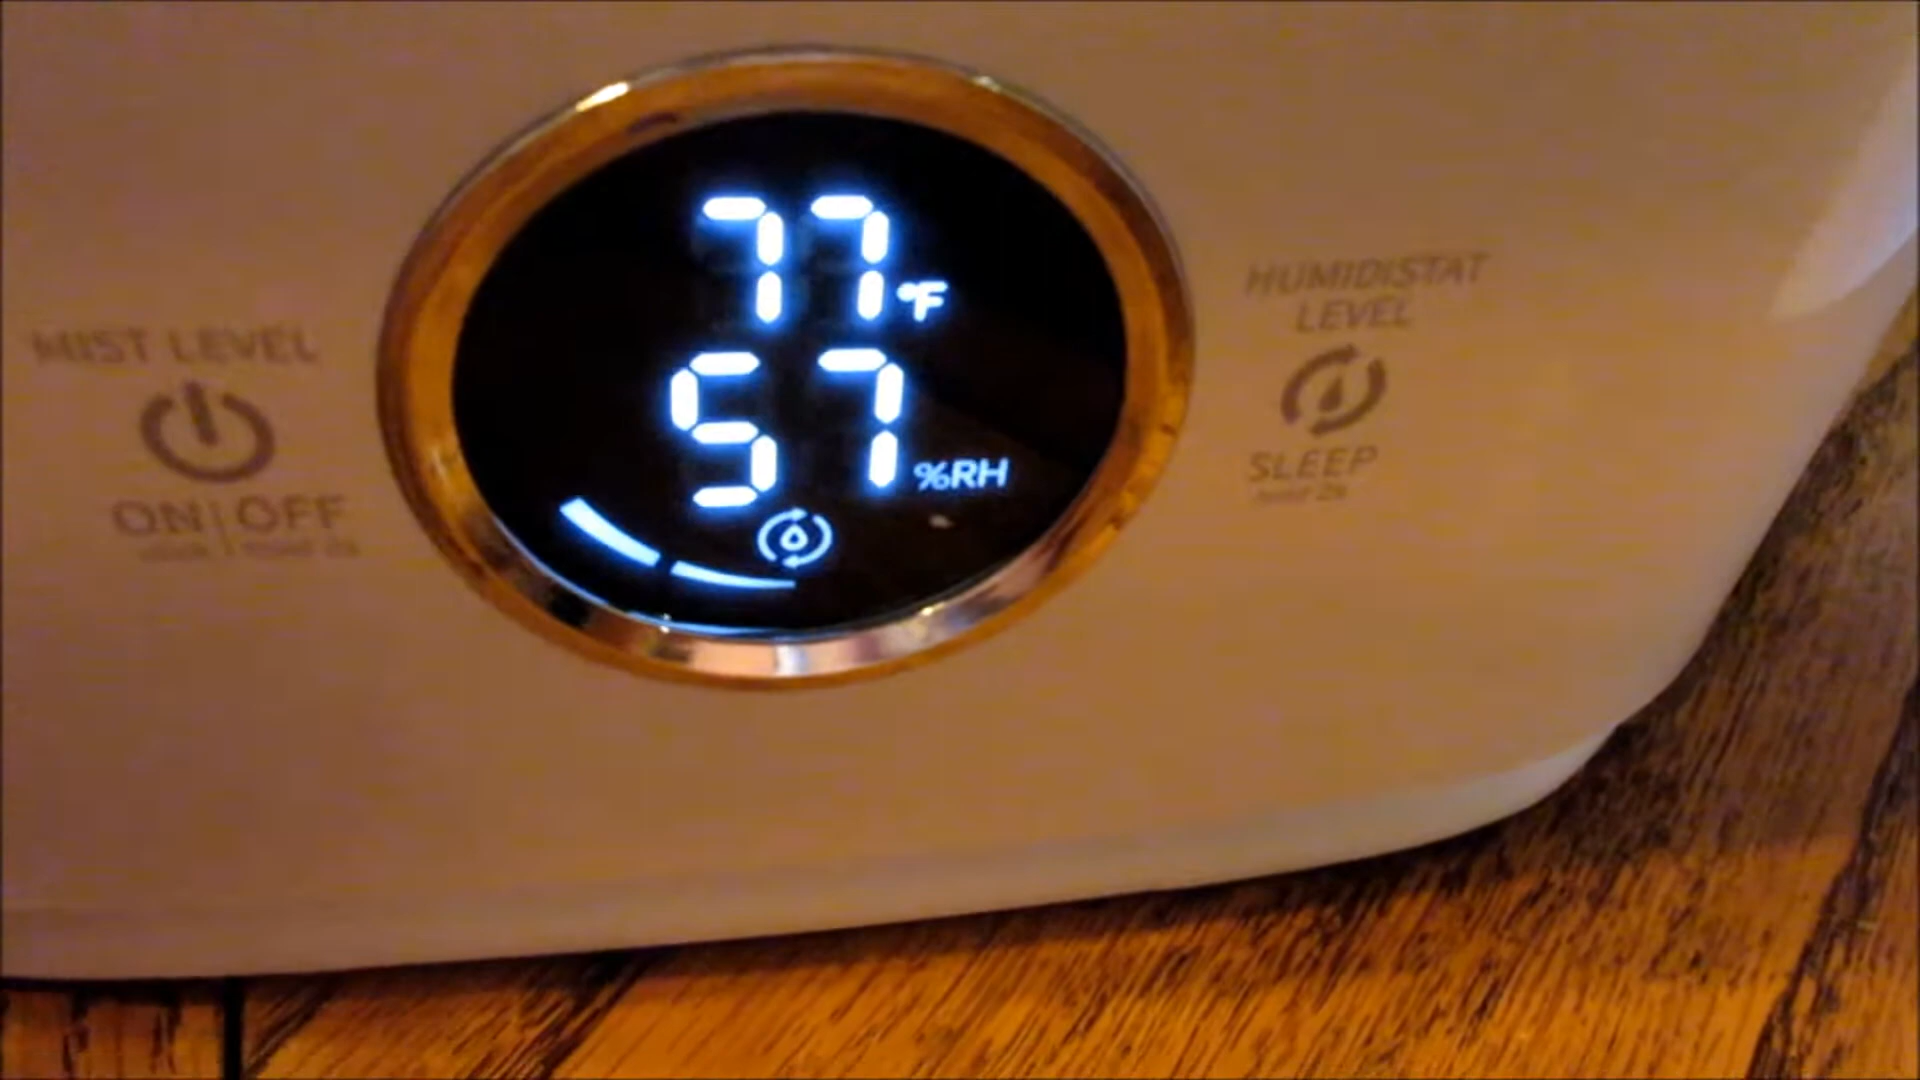 77 °F
57 %RH
MIST LEVEL
ON | OFF
HUMIDISTAT
LEVEL
SLEEP